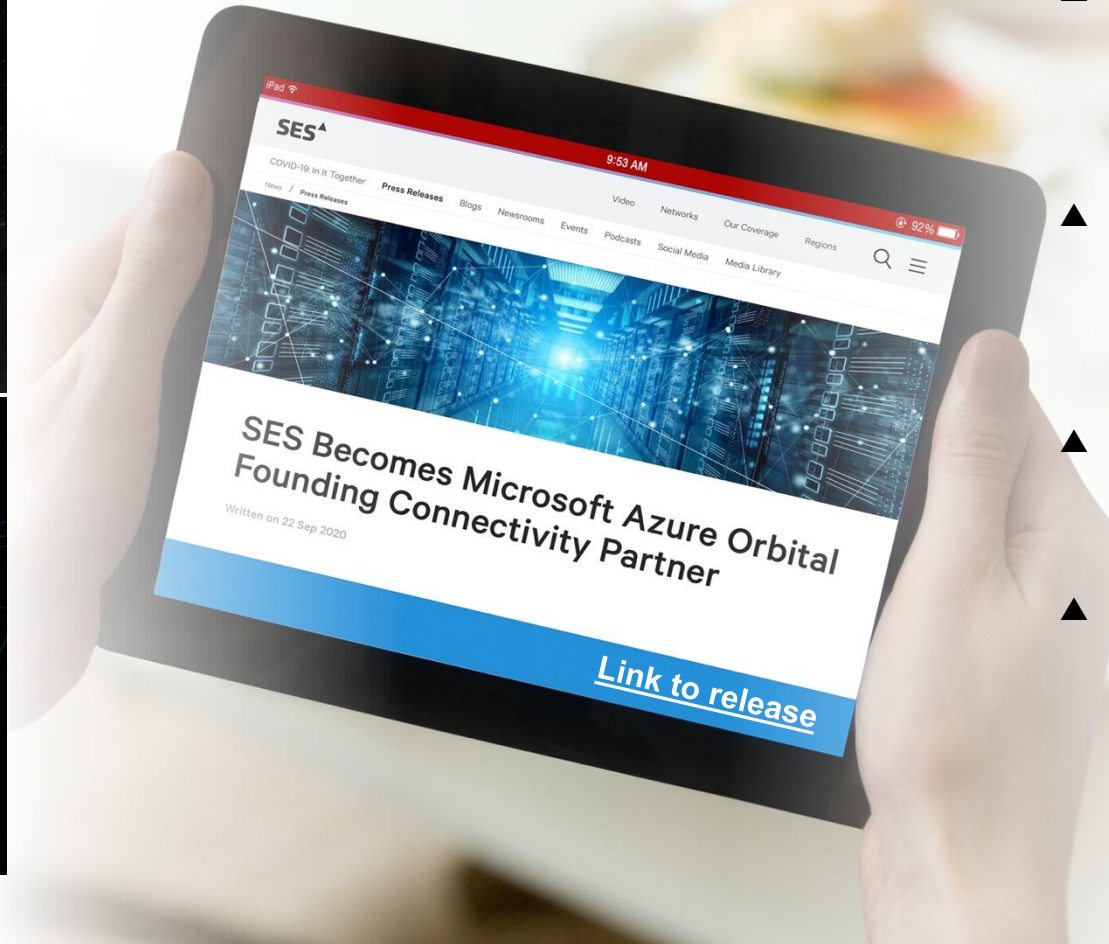 iPad
9:53 AM
92%
SES
Video Networks Our Coverage Regions
COVID-19: In It Together Press Releases Blogs Newsrooms Events Podcasts Social Media Media Library
News / Press Releases
SES Becomes Microsoft Azure Orbital
Founding Connectivity Partner
Written on 22 Sep 2020
Link to release